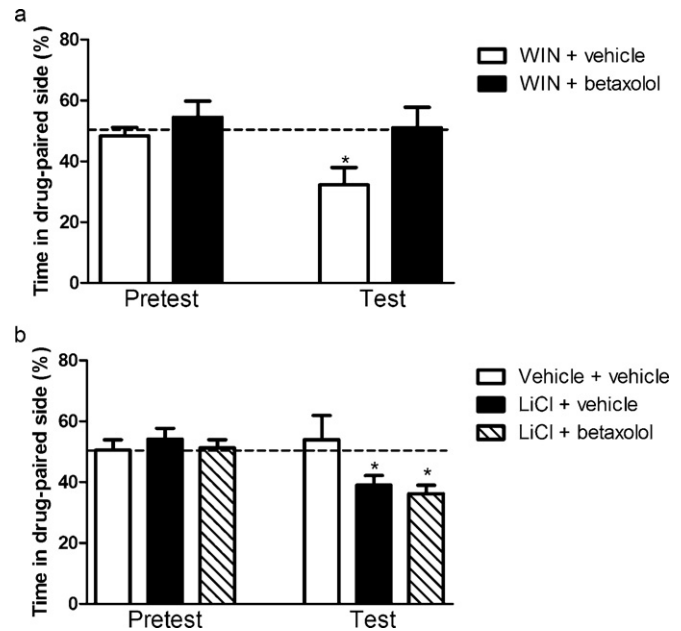 a
Time in drug-paired side (%)
80
60
40
20
0
*
Pretest
Test
WIN + vehicle
WIN + betaxolol
b
Time in drug-paired side (%)
80
60
40
20
0
*
*
Pretest
Test
Vehicle + vehicle
LiCl + vehicle
LiCl + betaxolol